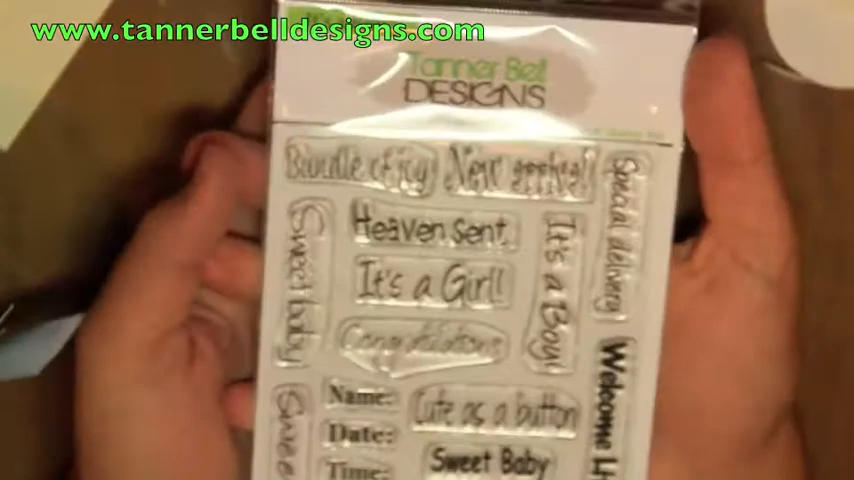 www.tannerbelldesigns.com
Tanner Bell
DESIGNS
Bundle of joy
New arrival
Special delivery
Sweet baby
Heaven sent
It's a Boy!
It's a Girl!
Congratulations
Welcome
Name:
Cute as a button
Date:
Sweet Baby
Time: